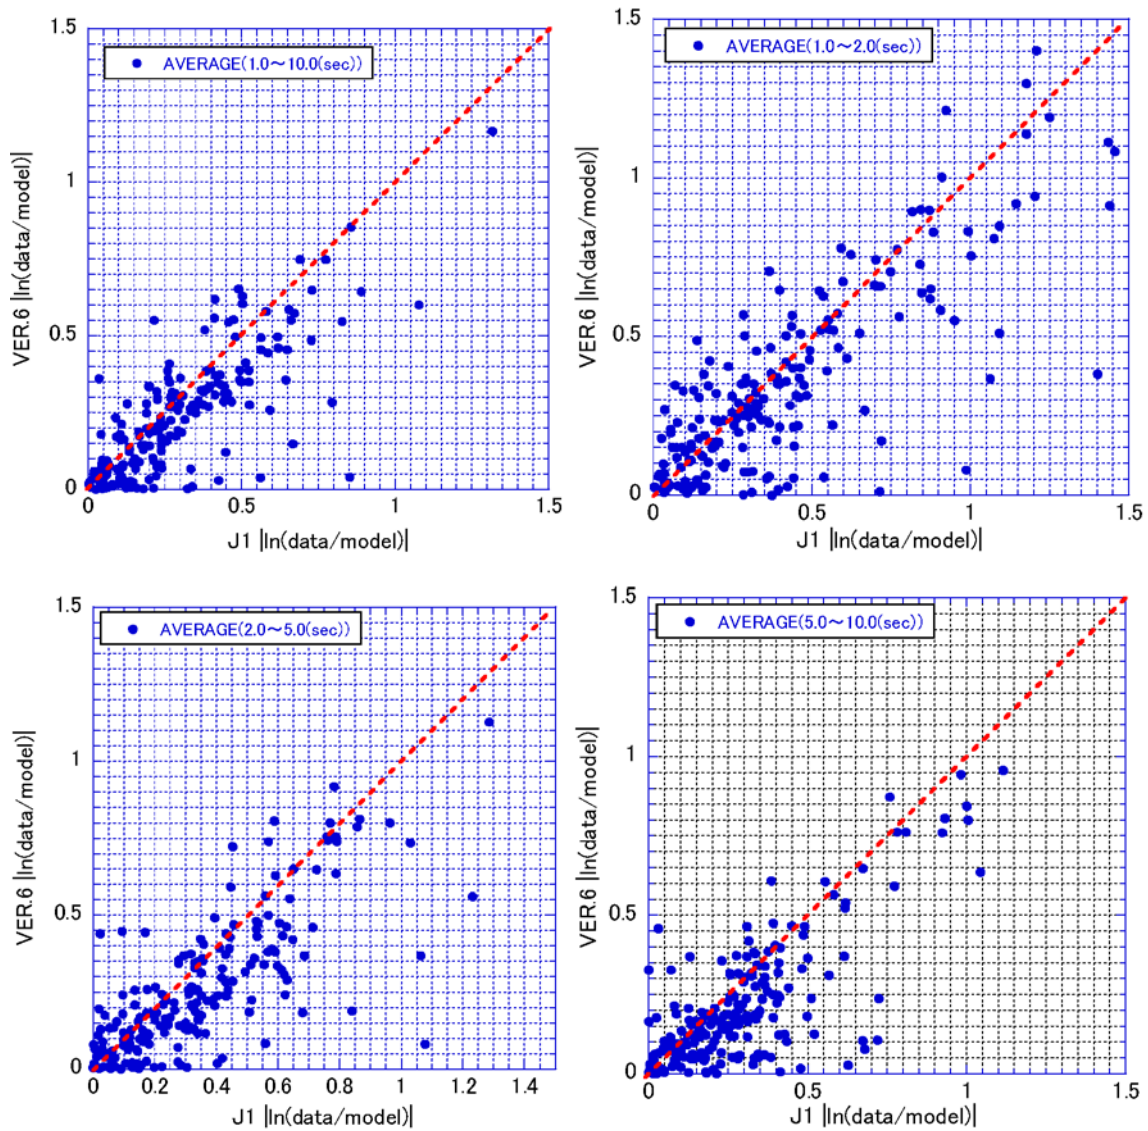 1.5
AVERAGE(1.0～10.0(sec))
1
0.5
0
0 0.5 1 1.5
VER.6 |ln(data/model)|
J1 |ln(data/model)|
1.5
AVERAGE(1.0～2.0(sec))
1
0.5
0
0 0.5 1 1.5
VER.6 |ln(data/model)|
J1 |ln(data/model)|
1.5
AVERAGE(2.0～5.0(sec))
1
0.5
0
0 0.2 0.4 0.6 0.8 1 1.2 1.4
VER.6 |ln(data/model)|
J1 |ln(data/model)|
1.5
AVERAGE(5.0～10.0(sec))
1
0.5
0
0 0.5 1 1.5
VER.6 |ln(data/model)|
J1 |ln(data/model)|